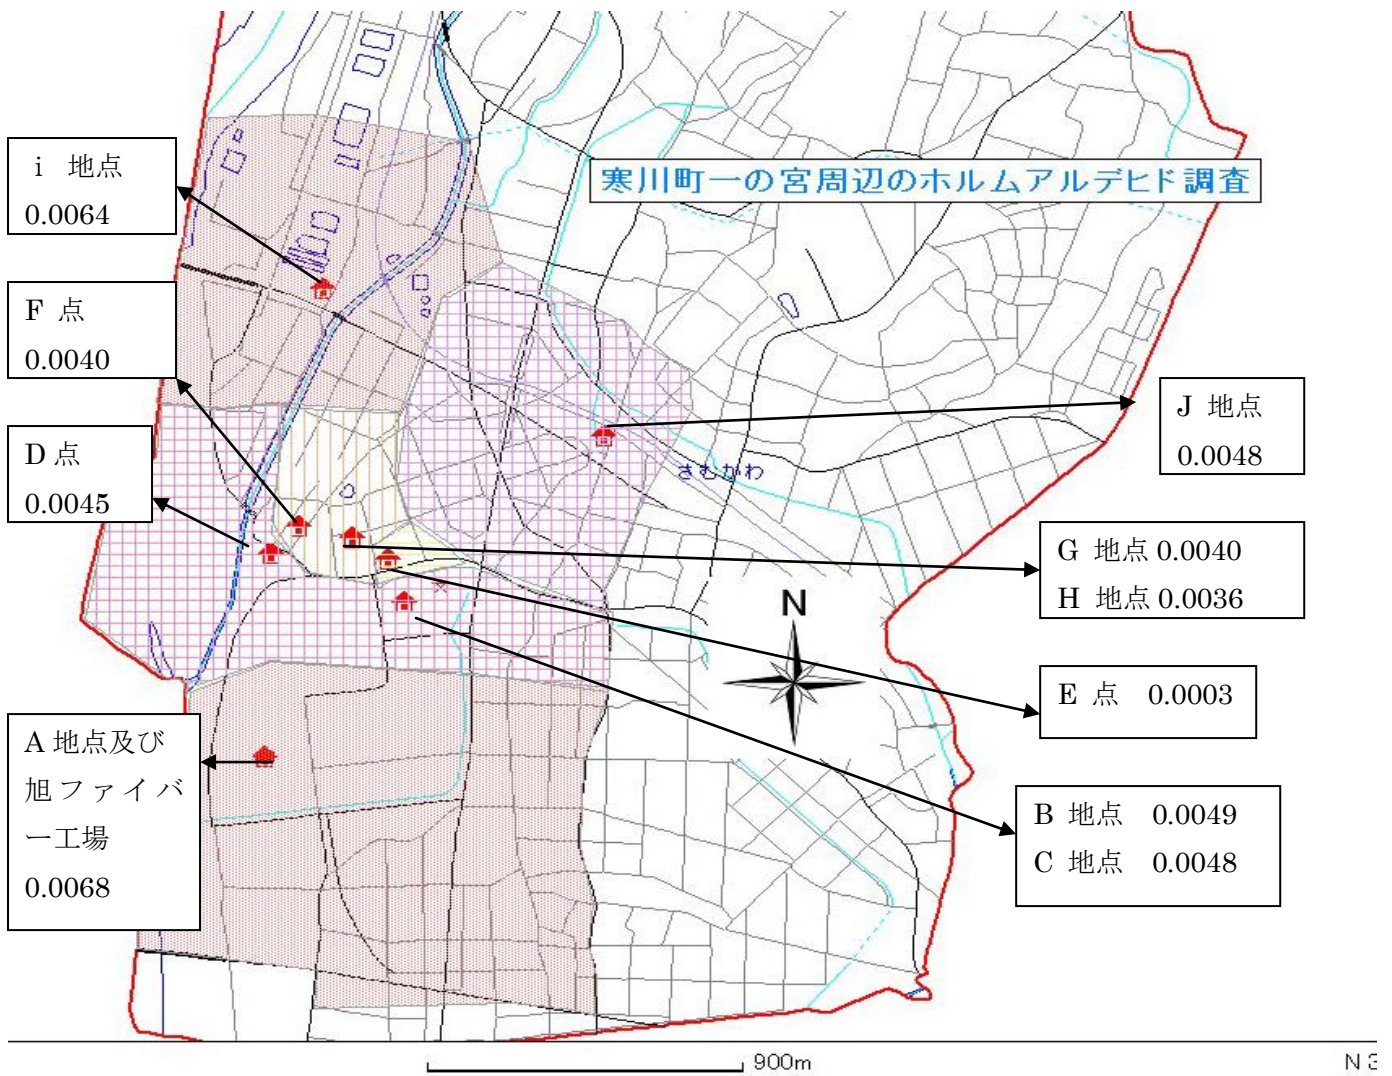 寒川町一の宮周辺のホルムアルデヒド調査
i 地点
0.0064
F 点
0.0040
D 点
0.0045
A 地点及び
旭ファイバ
ー工場
0.0068
さむかわ
J 地点
0.0048
G 地点 0.0040
H 地点 0.0036
E 点 0.0003
B 地点 0.0049
C 地点 0.0048
N
900m
N 3